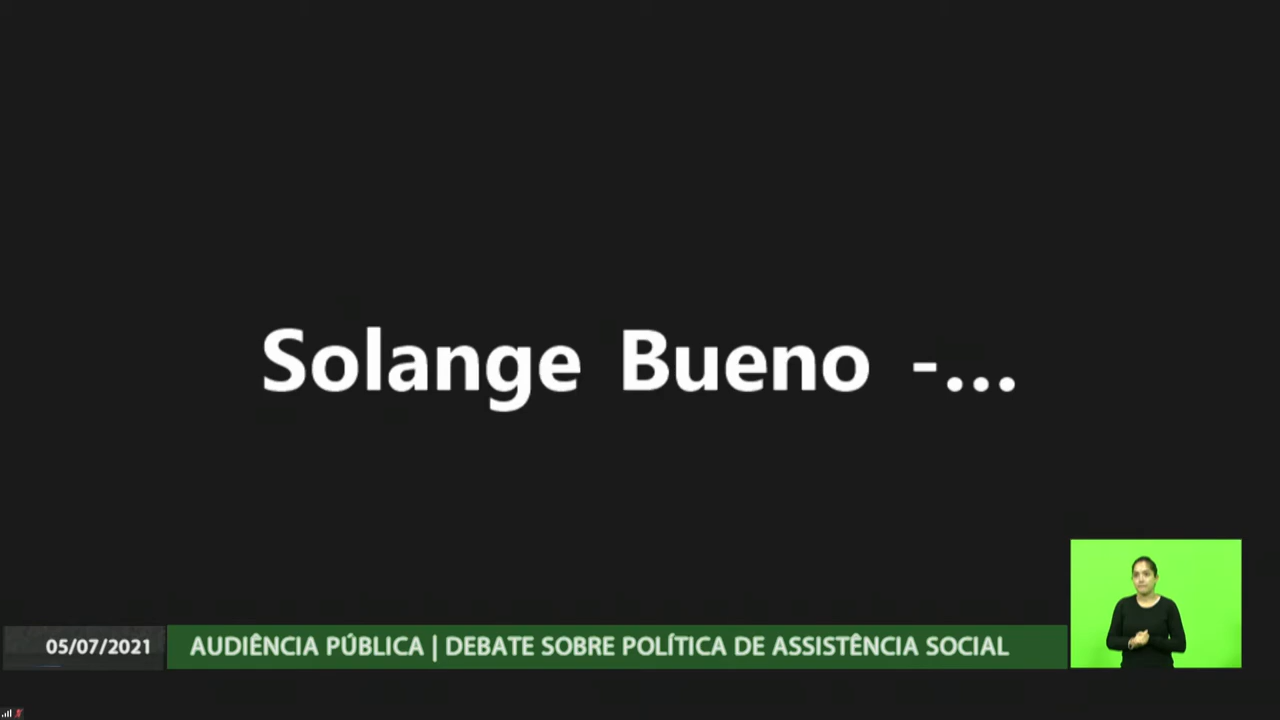 Solange Bueno -...
05/07/2021
AUDIÊNCIA PÚBLICA | DEBATE SOBRE POLÍTICA DE ASSISTÊNCIA SOCIAL